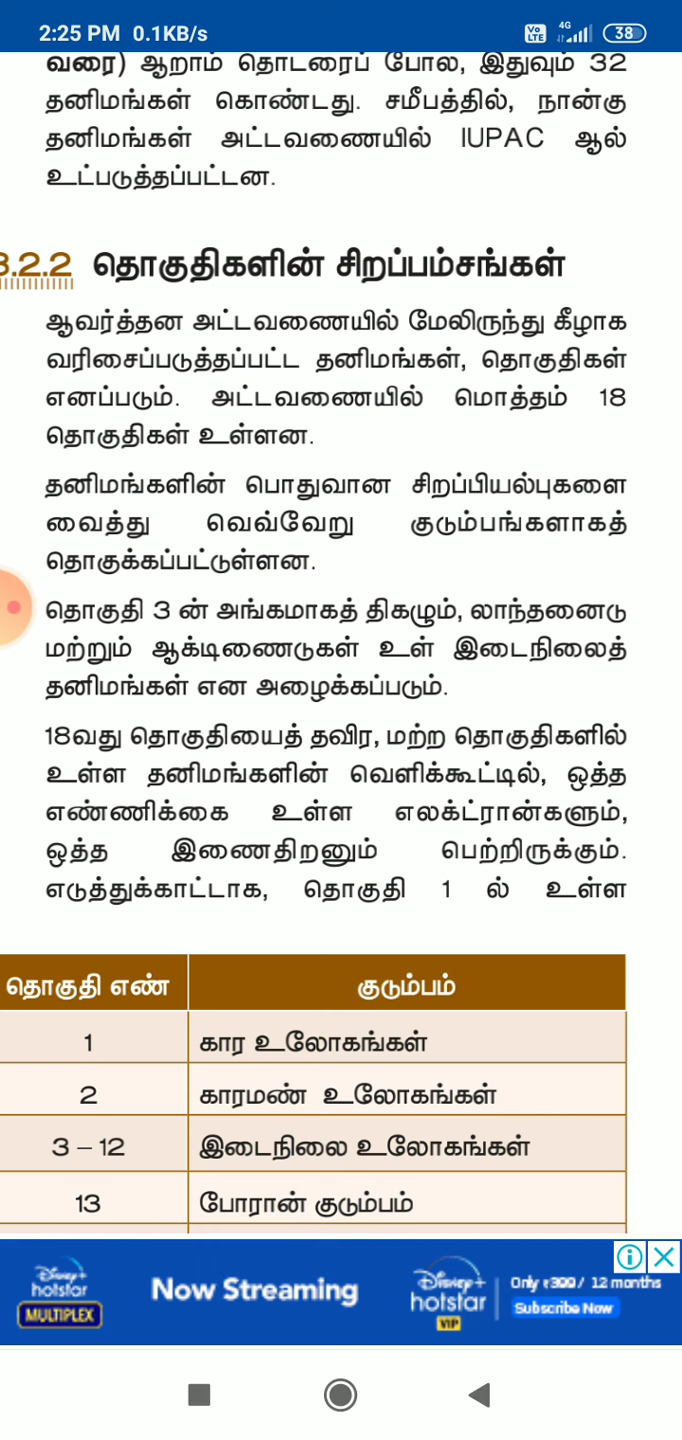 2:25 PM 0.1KB/s
Vo LTE 4G 38
வரை) ஆறாம் தொடரைப் போல, இதுவும் 32
தனிமங்கள் கொண்டது. சமீபத்தில், நான்கு
தனிமங்கள் அட்டவணையில் IUPAC ஆல்
உட்படுத்தப்பட்டன.
3.2.2 தொகுதிகளின் சிறப்பம்சங்கள்
ஆவர்த்தன அட்டவணையில் மேலிருந்து கீழாக
வரிசைப்படுத்தப்பட்ட தனிமங்கள், தொகுதிகள்
எனப்படும். அட்டவணையில் மொத்தம் 18
தொகுதிகள் உள்ளன.
தனிமங்களின் பொதுவான சிறப்பியல்புகளை
வைத்து வெவ்வேறு குடும்பங்களாகத்
தொகுக்கப்பட்டுள்ளன.
தொகுதி 3 ன் அங்கமாகத் திகழும், லாந்தனைடு
மற்றும் ஆக்டிணைடுகள் உள் இடைநிலைத்
தனிமங்கள் என அழைக்கப்படும்.
18வது தொகுதியைத் தவிர, மற்ற தொகுதிகளில்
உள்ள தனிமங்களின் வெளிக்கூட்டில், ஒத்த
எண்ணிக்கை உள்ள எலக்ட்ரான்களும்,
ஒத்த இணைதிறனும் பெற்றிருக்கும்.
எடுத்துக்காட்டாக, தொகுதி 1 ல் உள்ள
தொகுதி எண் குடும்பம்
1 கார உலோகங்கள்
2 காரமண் உலோகங்கள்
3 – 12 இடைநிலை உலோகங்கள்
13 போரான் குடும்பம்
Disney+ hotstar MULTIPLEX
Now Streaming
Disney+ hotstar VIP
Only ₹399 / 12 months
Subscribe Now